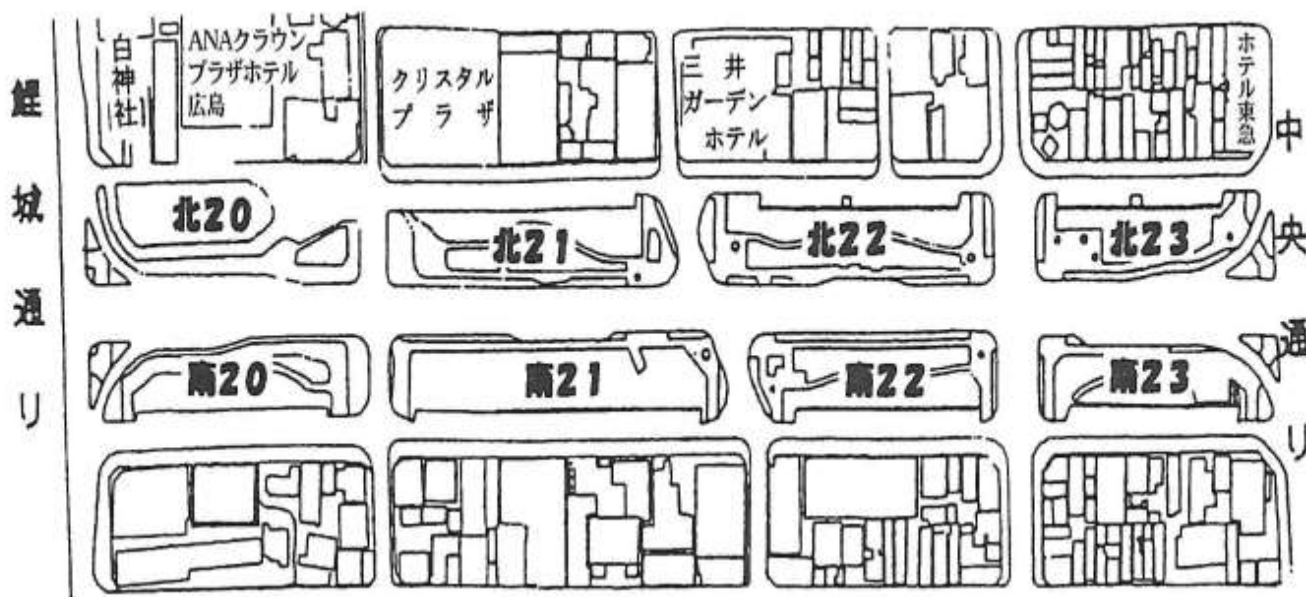 鯉城通り
白神社
ANAクラウン
プラザホテル
広島
クリスタル
プラザ
三井
ガーデン
ホテル
ホテル東急
中央通り
北20
北21
北22
北23
南20
南21
南22
南23